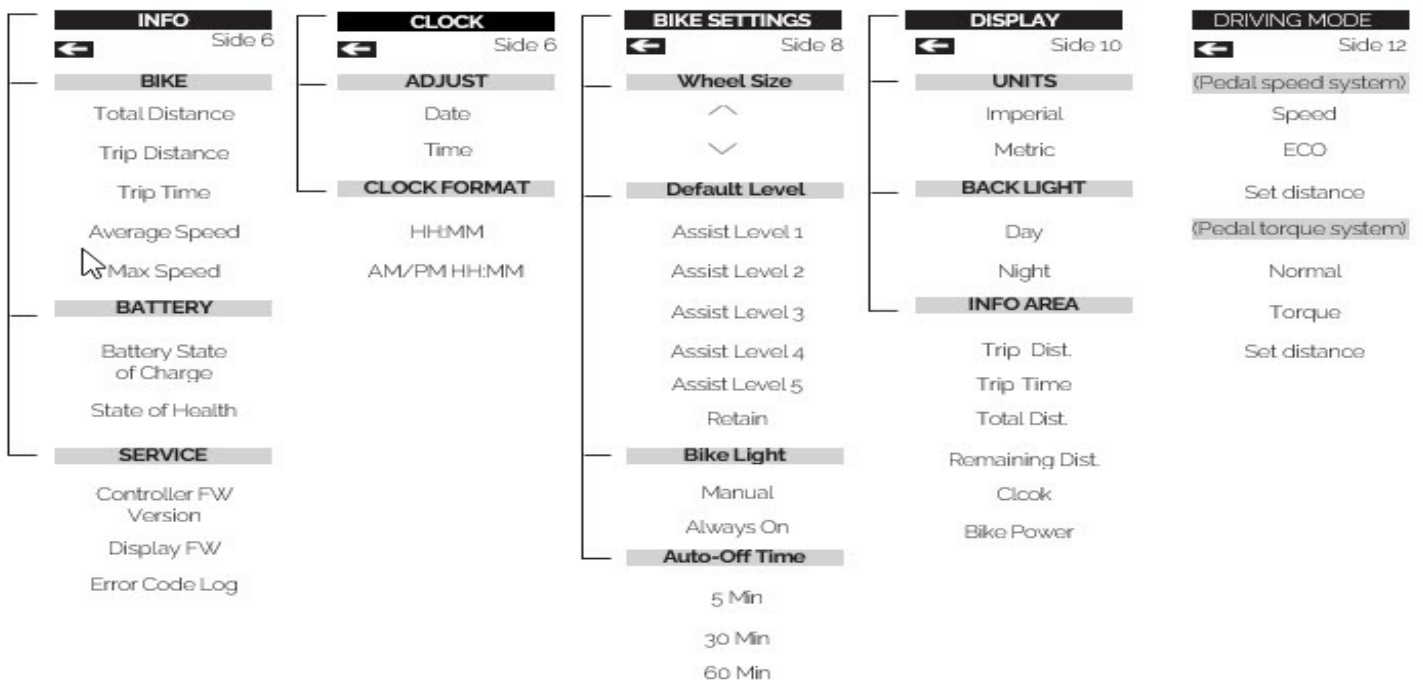 INFO
Side 6
BIKE
Total Distance
Trip Distance
Trip Time
Average Speed
Max Speed
BATTERY
Battery State
of Charge
State of Health
SERVICE
Controller FW
Version
Display FW
Error Code Log
CLOCK
Side 6
ADJUST
Date
Time
CLOCK FORMAT
HH:MM
AM/PM HH:MM
BIKE SETTINGS
Side 8
Wheel Size
Default Level
Assist Level 1
Assist Level 2
Assist Level 3
Assist Level 4
Assist Level 5
Retain
Bike Light
Manual
Always On
Auto-Off Time
5 Min
30 Min
60 Min
DISPLAY
Side 10
UNITS
Imperial
Metric
BACK LIGHT
Day
Night
INFO AREA
Trip Dist.
Trip Time
Total Dist.
Remaining Dist.
Clcok
Bike Power
DRIVING MODE
Side 12
(Pedal speed system)
Speed
ECO
Set distance
(Pedal torque system)
Normal
Torque
Set distance